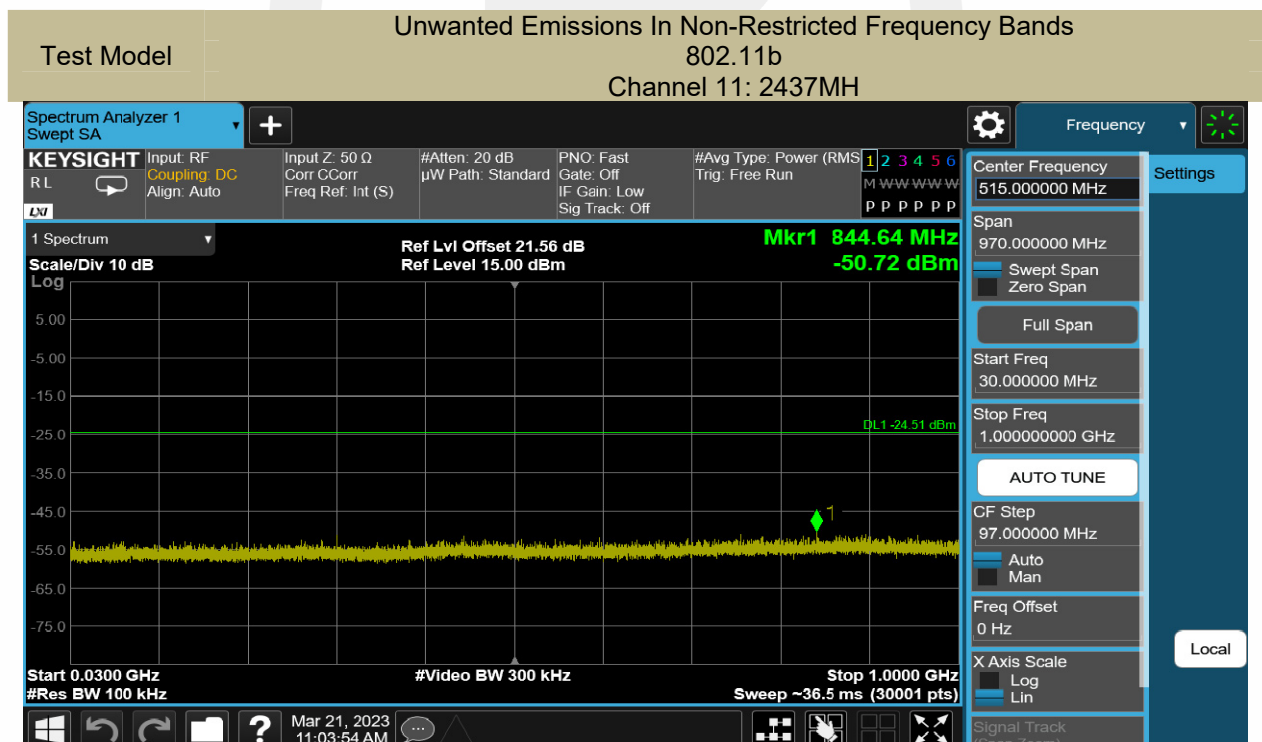 Test Model
Unwanted Emissions In Non-Restricted Frequency Bands
802.11b
Channel 11: 2437MH
Spectrum Analyzer 1
Swept SA
+
Frequency
KEYSIGHT
RL
LXI
Input: RF
Coupling: DC
Align: Auto
Input Z: 50 Ω
Corr CCorr
Freq Ref: Int (S)
#Atten: 20 dB
µW Path: Standard
PNO: Fast
Gate: Off
IF Gain: Low
Sig Track: Off
#Avg Type: Power (RMS
Trig: Free Run
1 2 3 4 5 6
M W W W W W
P P P P P P
1 Spectrum
Scale/Div 10 dB
Log
Ref Lvl Offset 21.56 dB
Ref Level 15.00 dBm
Mkr1 844.64 MHz
-50.72 dBm
5.00
-5.00
-15.0
-25.0
-35.0
-45.0
-55.0
-65.0
-75.0
DL1 -24.51 dBm
1
Start 0.0300 GHz
#Res BW 100 kHz
#Video BW 300 kHz
Stop 1.0000 GHz
Sweep ~36.5 ms (30001 pts)
?
Mar 21, 2023
11:03:54 AM
Center Frequency
515.000000 MHz
Span
970.000000 MHz
Swept Span
Zero Span
Full Span
Start Freq
30.000000 MHz
Stop Freq
1.000000000 GHz
AUTO TUNE
CF Step
97.000000 MHz
Auto
Man
Freq Offset
0 Hz
X Axis Scale
Log
Lin
Signal Track
(Span Zoom)
Settings
Local